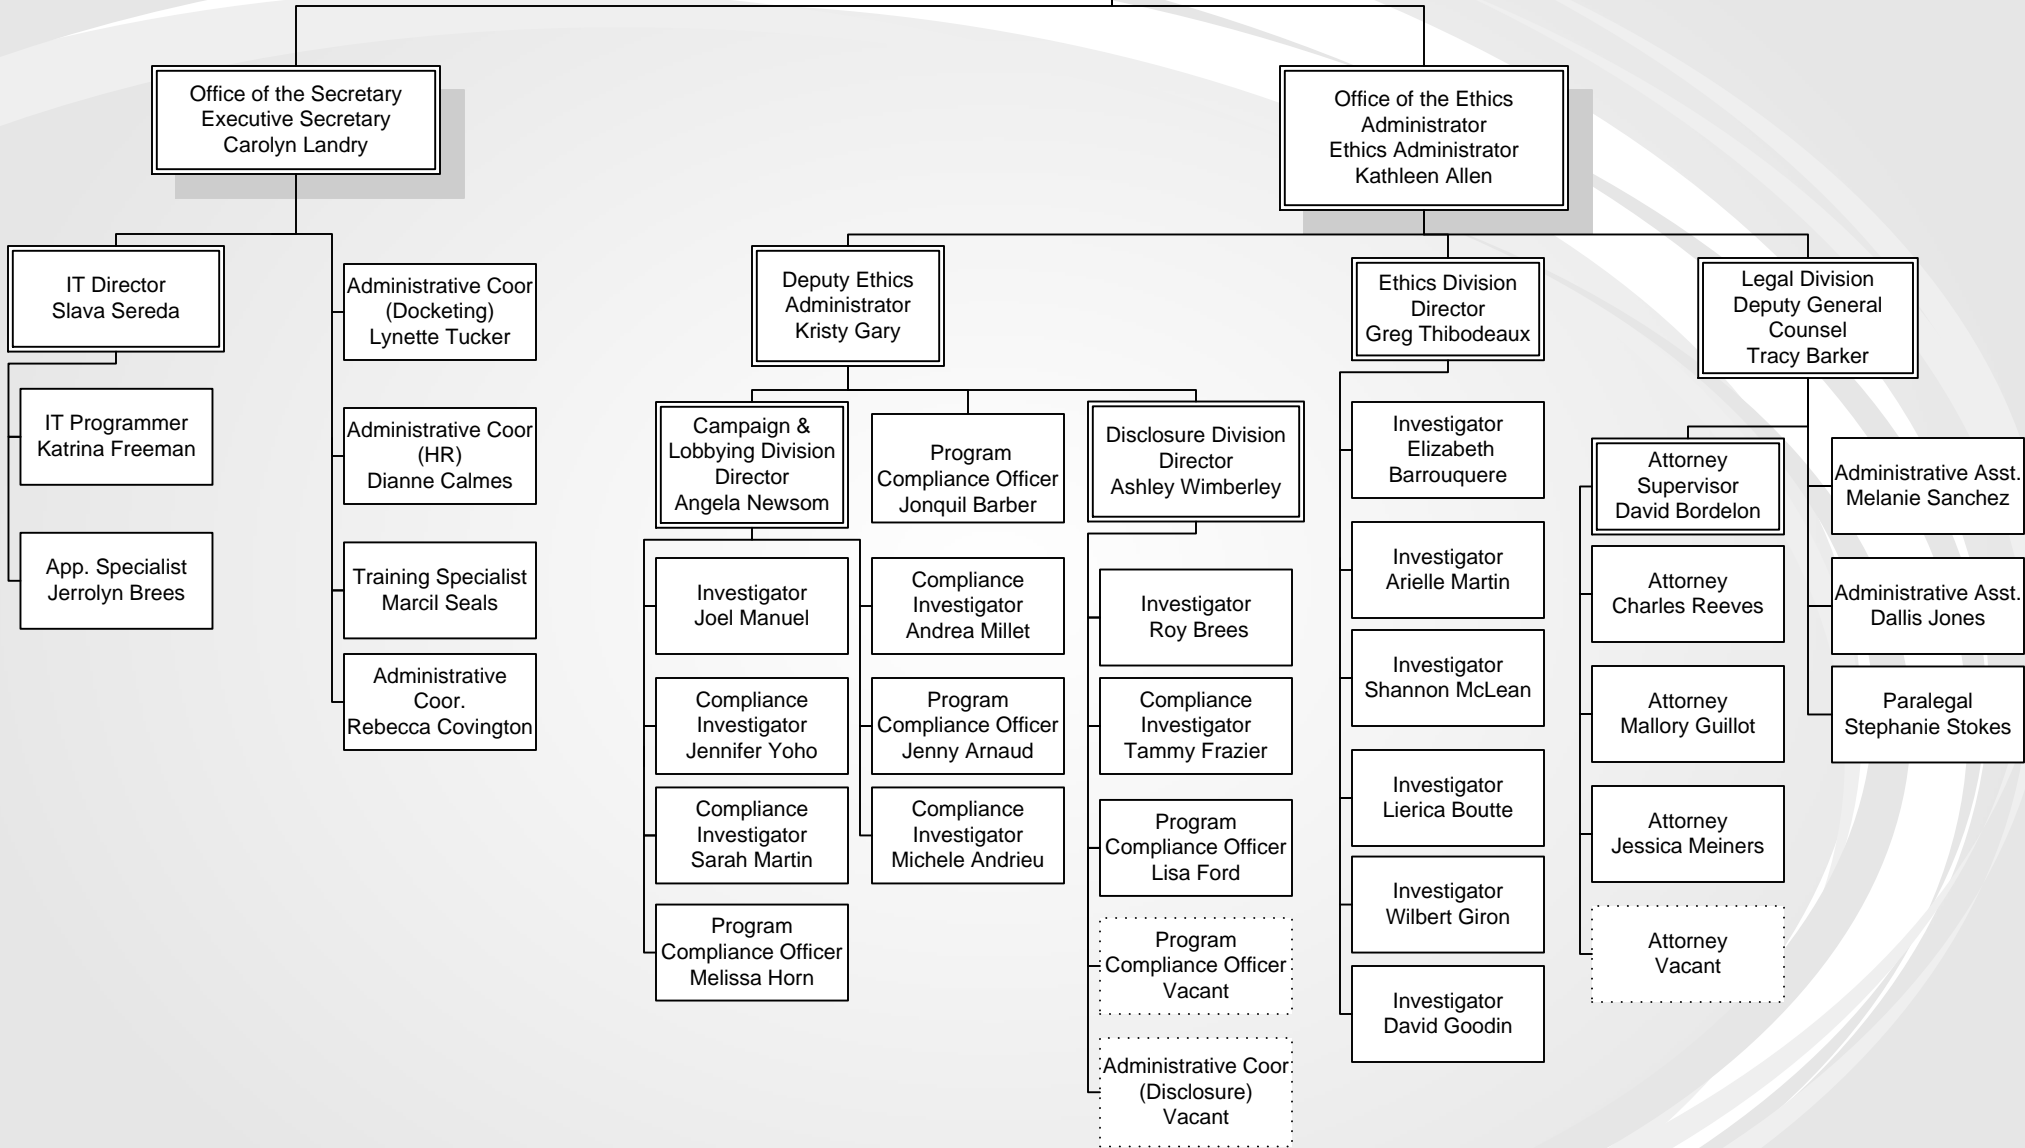 Office of the Secretary
Executive Secretary
Carolyn Landry
Office of the Ethics
Administrator
Ethics Administrator
Kathleen Allen
IT Director
Slava Sereda
IT Programmer
Katrina Freeman
App. Specialist
Jerrolyn Brees
Administrative Coor
(Docketing)
Lynette Tucker
Administrative Coor
(HR)
Dianne Calmes
Training Specialist
Marcil Seals
Administrative
Coor.
Rebecca Covington
Deputy Ethics
Administrator
Kristy Gary
Campaign &
Lobbying Division
Director
Angela Newsom
Investigator
Joel Manuel
Compliance
Investigator
Jennifer Yoho
Compliance
Investigator
Sarah Martin
Program
Compliance Officer
Melissa Horn
Compliance
Investigator
Andrea Millet
Program
Compliance Officer
Jenny Arnaud
Compliance
Investigator
Michele Andrieu
Program
Compliance Officer
Jonquil Barber
Disclosure Division
Director
Ashley Wimberley
Investigator
Roy Brees
Compliance
Investigator
Tammy Frazier
Program
Compliance Officer
Lisa Ford
Program
Compliance Officer
Vacant
Administrative Coor
(Disclosure)
Vacant
Ethics Division
Director
Greg Thibodeaux
Investigator
Elizabeth
Barrouquere
Investigator
Arielle Martin
Investigator
Shannon McLean
Investigator
Lierica Boutte
Investigator
Wilbert Giron
Investigator
David Goodin
Legal Division
Deputy General
Counsel
Tracy Barker
Attorney
Supervisor
David Bordelon
Attorney
Charles Reeves
Attorney
Mallory Guillot
Attorney
Jessica Meiners
Attorney
Vacant
Administrative Asst.
Melanie Sanchez
Administrative Asst.
Dallis Jones
Paralegal
Stephanie Stokes